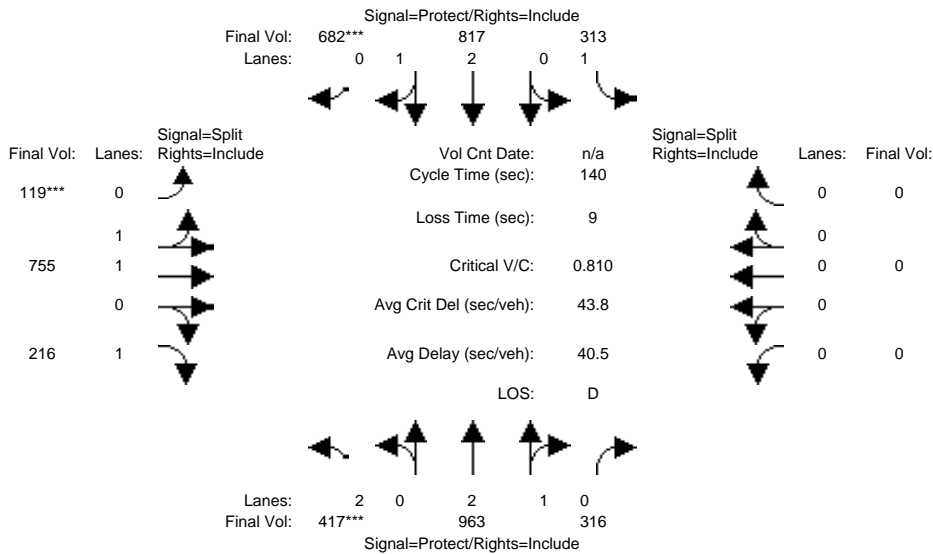 Signal=Protect/Rights=Include
Final Vol: 682*** 817 313
Lanes: 0 1 2 0 1
Signal=Split
Final Vol: Lanes: Rights=Include
Vol Cnt Date: n/a
Signal=Split
Rights=Include Lanes: Final Vol:
Cycle Time (sec): 140
119*** 0
0 0
Loss Time (sec): 9
1
0
755 1
Critical V/C: 0.810
0 0
0
Avg Crit Del (sec/veh): 43.8
0
216 1
Avg Delay (sec/veh): 40.5
0 0
LOS: D
Lanes: 2 0 2 1 0
Final Vol: 417*** 963 316
Signal=Protect/Rights=Include